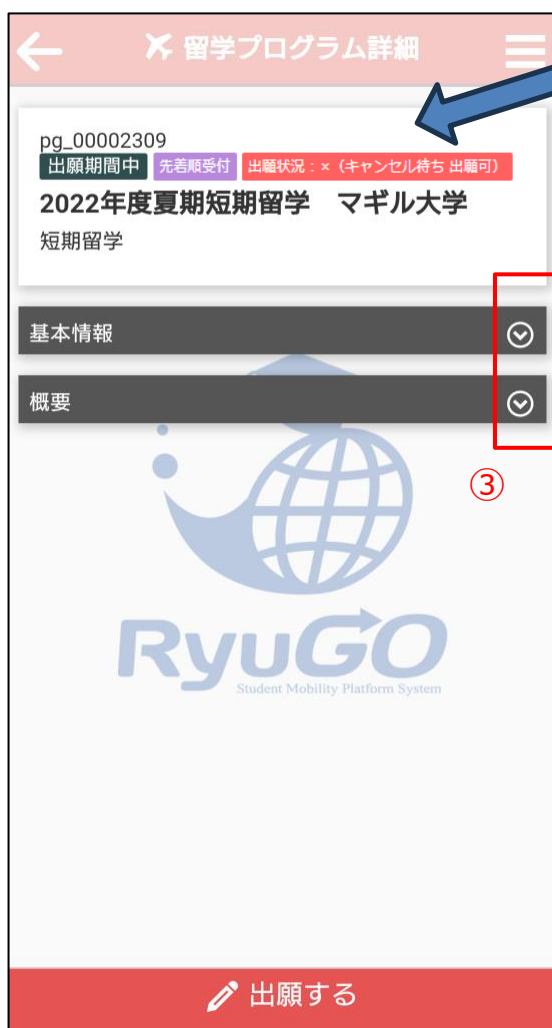 留学プログラム詳細
pg_00002309
出願期間中 先着順受付 出願状況：×（キャンセル待ち 出願可）
2022年度夏期短期留学　マギル大学
短期留学
基本情報
概要
③
RyuGO
Student Mobility Platform System
出願する